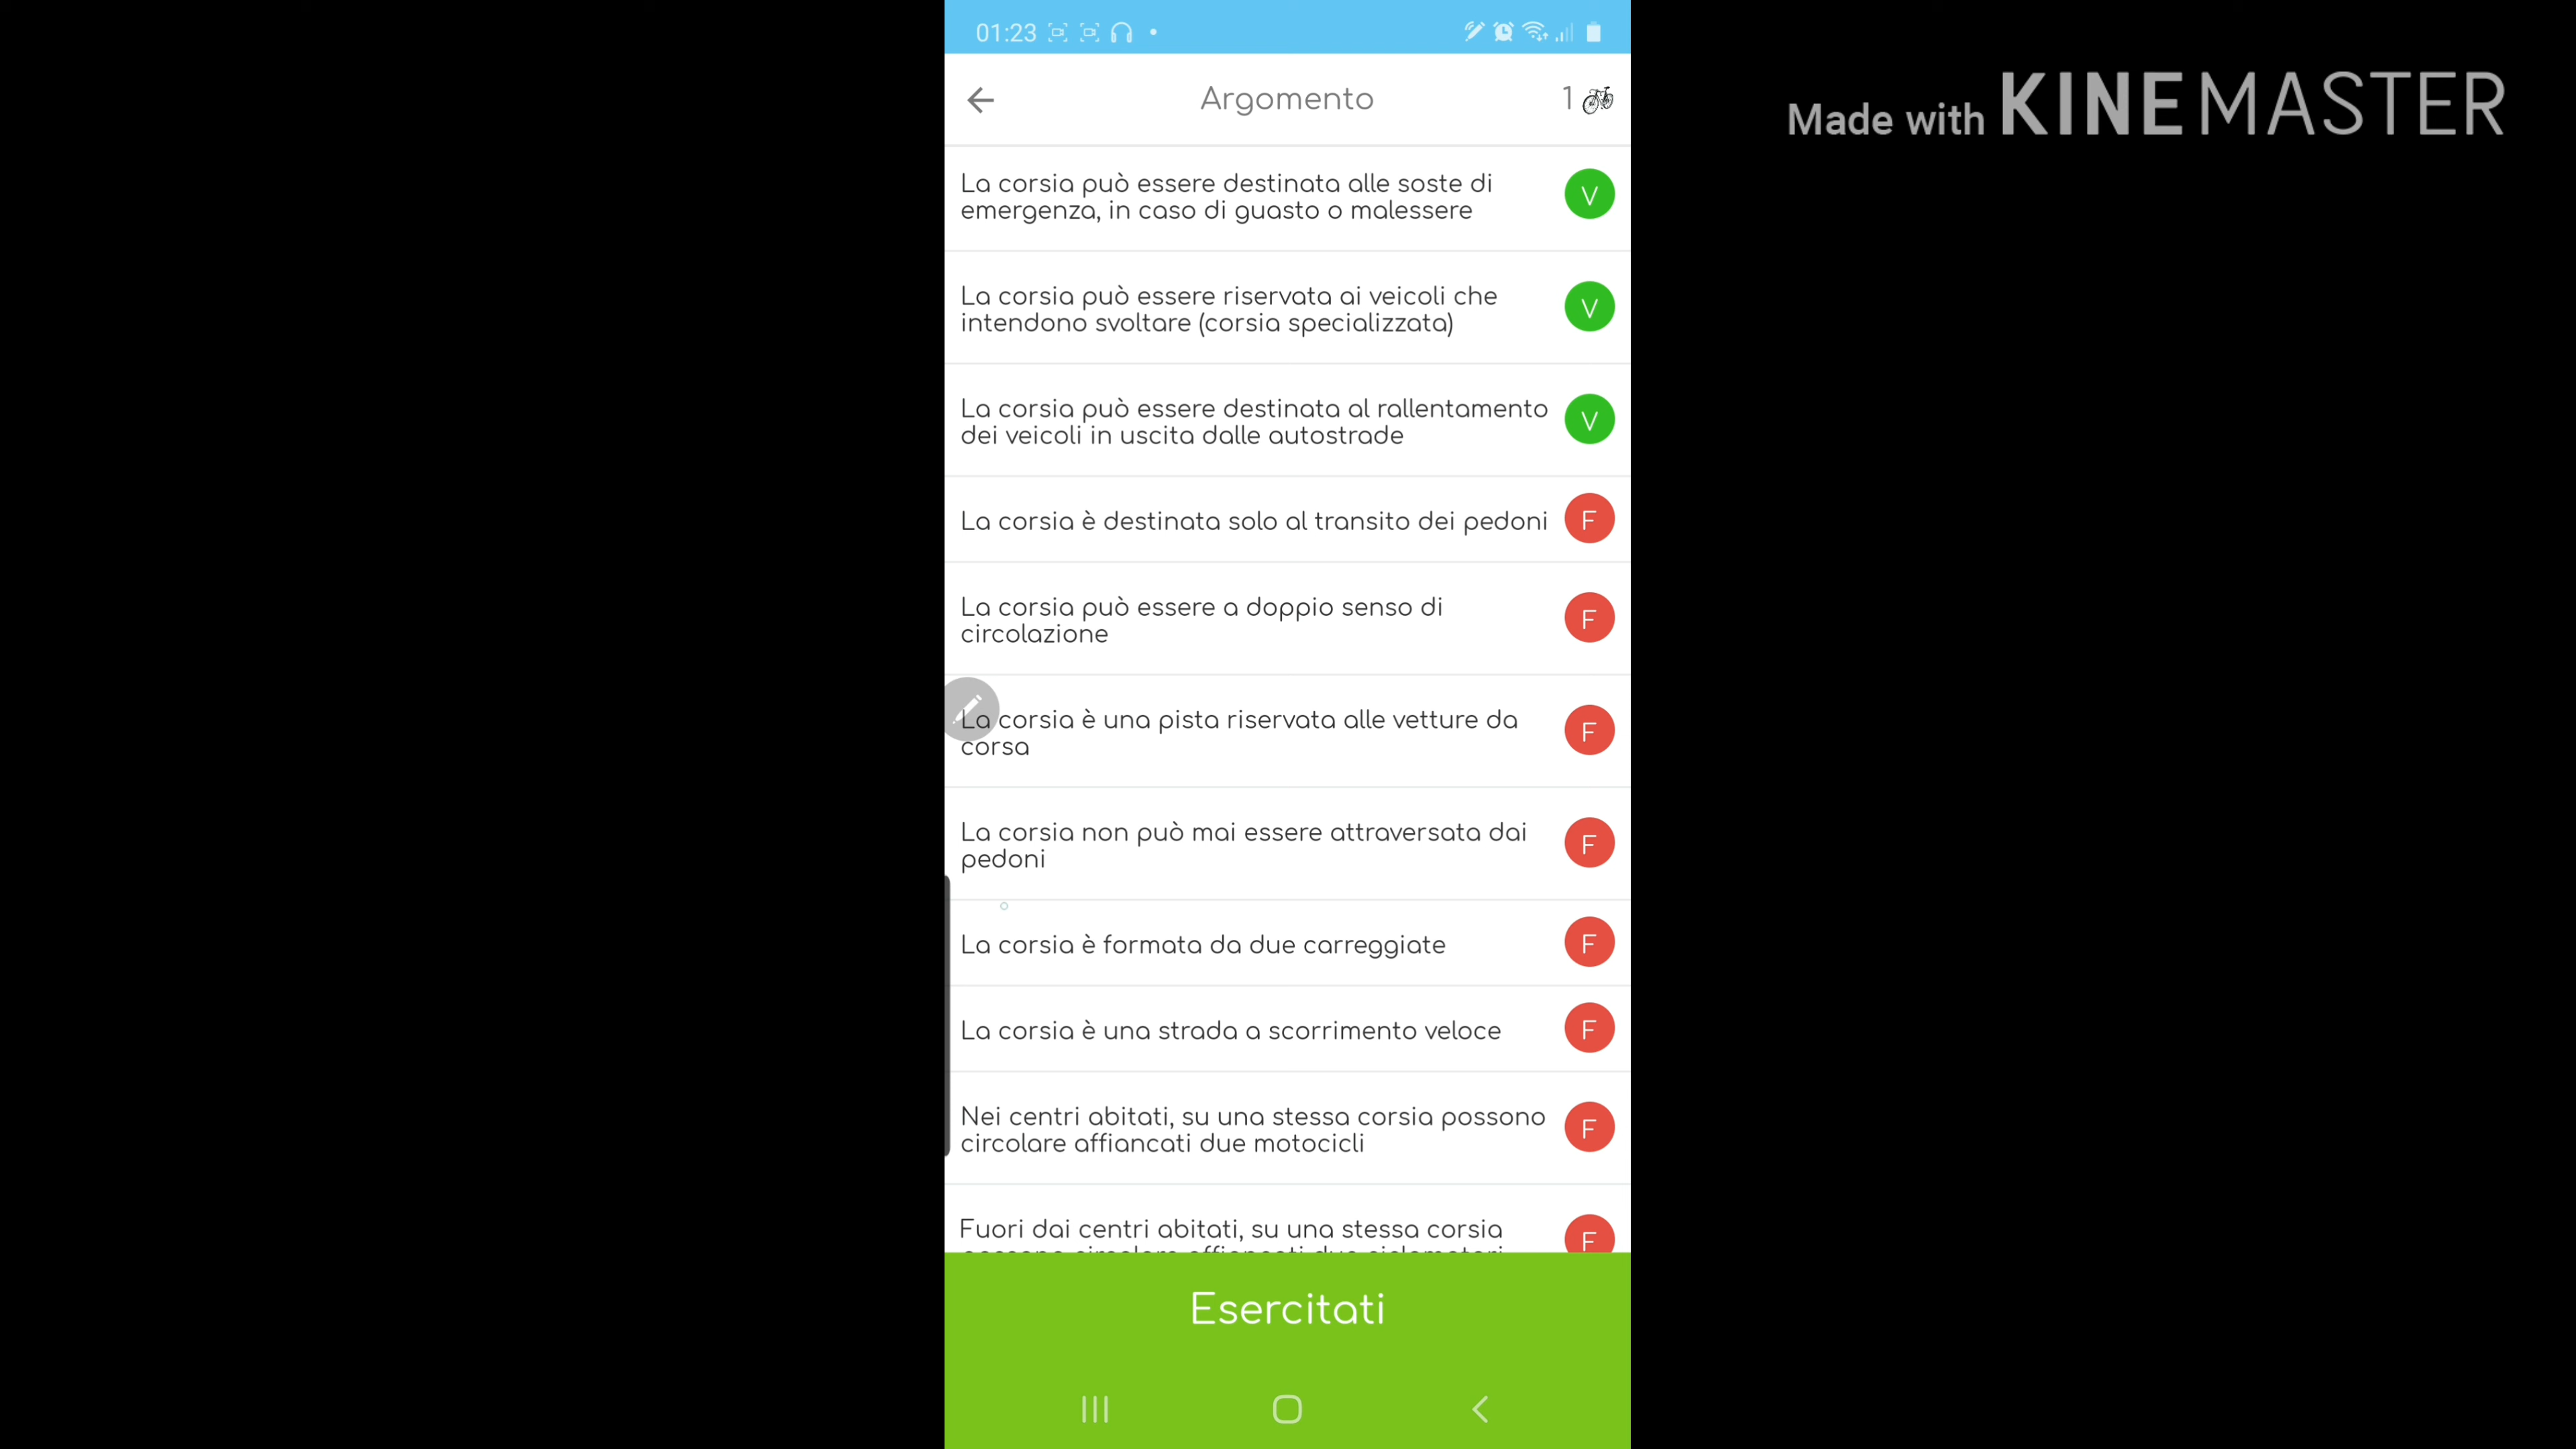 01:23
Argomento
1
Made with KINEMASTER
La corsia può essere destinata alle soste di
emergenza, in caso di guasto o malessere
V
La corsia può essere riservata ai veicoli che
intendono svoltare (corsia specializzata)
V
La corsia può essere destinata al rallentamento
dei veicoli in uscita dalle autostrade
V
La corsia è destinata solo al transito dei pedoni
F
La corsia può essere a doppio senso di
circolazione
F
La corsia è una pista riservata alle vetture da
corsa
F
La corsia non può mai essere attraversata dai
pedoni
F
La corsia è formata da due carreggiate
F
La corsia è una strada a scorrimento veloce
F
Nei centri abitati, su una stessa corsia possono
circolare affiancati due motocicli
F
Fuori dai centri abitati, su una stessa corsia
F
Esercitati